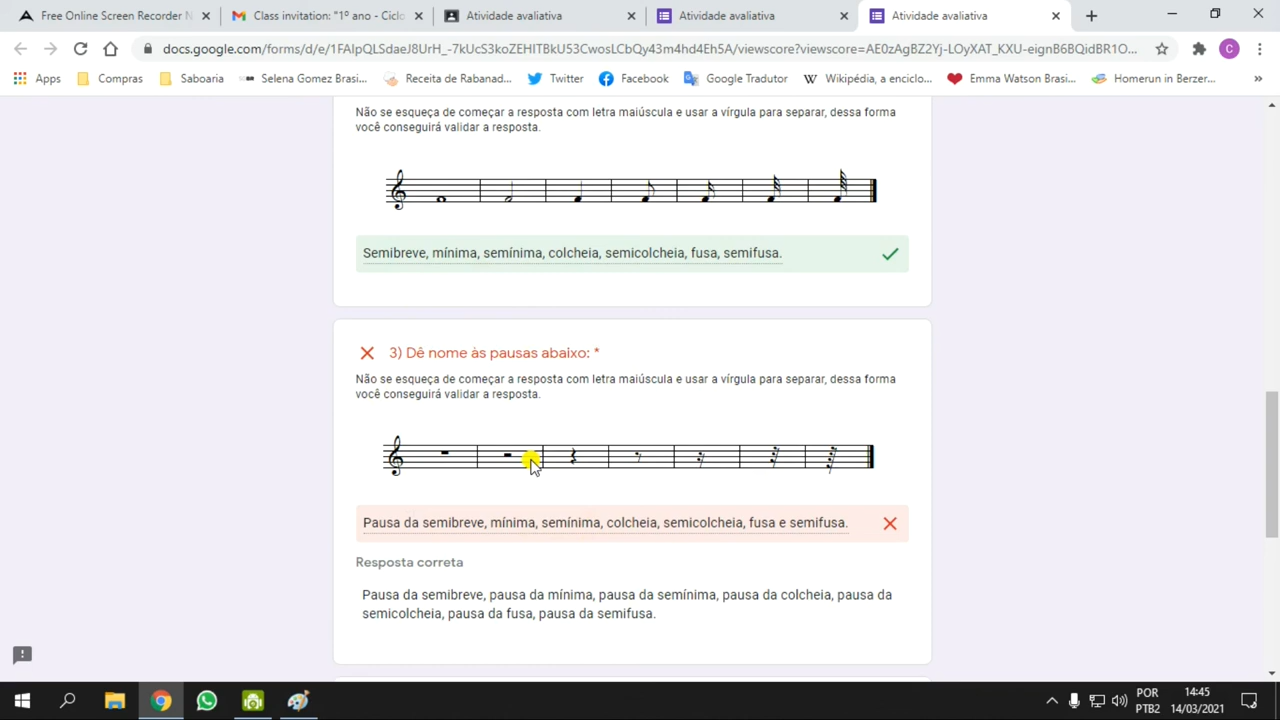 Free Online Screen Recorder N
Class invitation: "1º ano - Ciclo
Atividade avaliativa
Atividade avaliativa
Atividade avaliativa
docs.google.com/forms/d/e/1FAIpQLSdaeJ8UrH_-7kUcS3koZEHITBkU53CwosLCbQy43m4hd4Eh5A/viewscore?viewscore=AE0zAgBZ2Yj-LOyXAT_KXU-eignB6BQidBR1O...
C
Apps
Compras
Saboaria
Selena Gomez Brasi...
Receita de Rabanad...
Twitter
Facebook
Google Tradutor
Wikipédia, a enciclo...
Emma Watson Brasi...
Homerun in Berzer...
»
Não se esqueça de começar a resposta com letra maiúscula e usar a vírgula para separar, dessa forma
você conseguirá validar a resposta.
Semibreve, mínima, semínima, colcheia, semicolcheia, fusa, semifusa.
3) Dê nome às pausas abaixo: *
Não se esqueça de começar a resposta com letra maiúscula e usar a vírgula para separar, dessa forma
você conseguirá validar a resposta.
Pausa da semibreve, mínima, semínima, colcheia, semicolcheia, fusa e semifusa.
Resposta correta
Pausa da semibreve, pausa da mínima, pausa da semínima, pausa da colcheia, pausa da
semicolcheia, pausa da fusa, pausa da semifusa.
POR
PTB2
14:45
14/03/2021